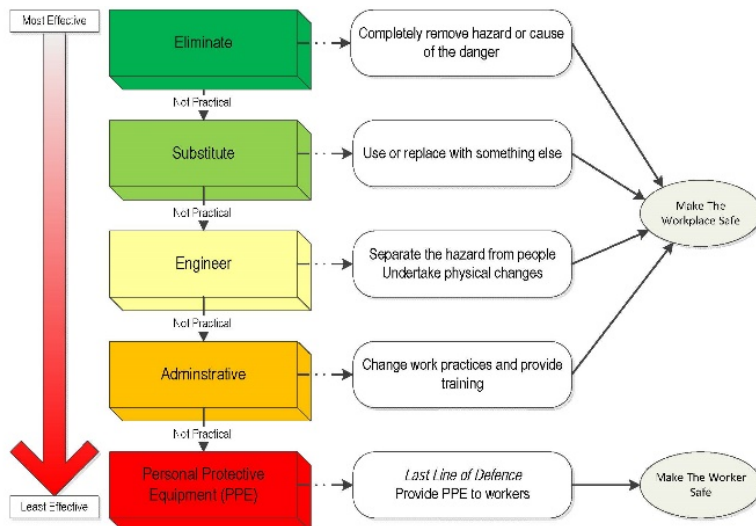 Most Effective
Eliminate
Completely remove hazard or cause
of the danger
Not Practical
Substitute
Use or replace with something else
Make The
Workplace Safe
Not Practical
Engineer
Separate the hazard from people
Undertake physical changes
Not Practical
Adminstrative
Change work practices and provide
training
Not Practical
Personal Protective
Equipment (PPE)
Last Line of Defence
Provide PPE to workers
Make The Worker
Safe
Least Effective